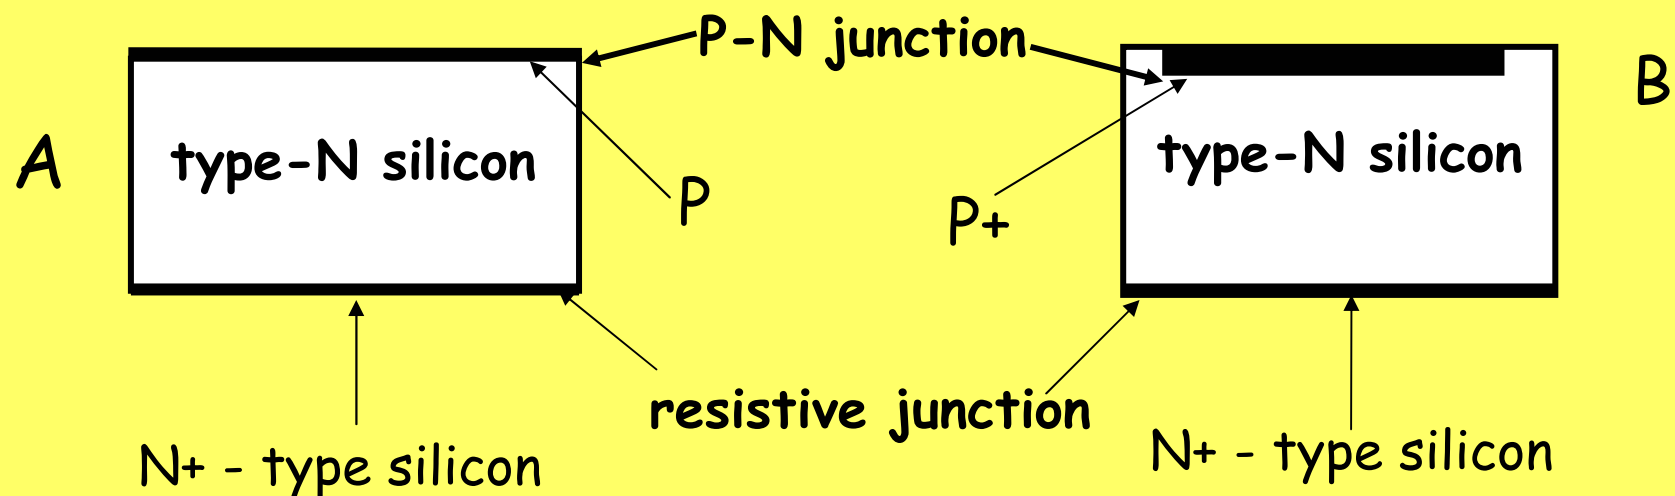 P-N junction
A
type-N silicon
P
B
type-N silicon
P+
resistive junction
N+ - type silicon
N+ - type silicon